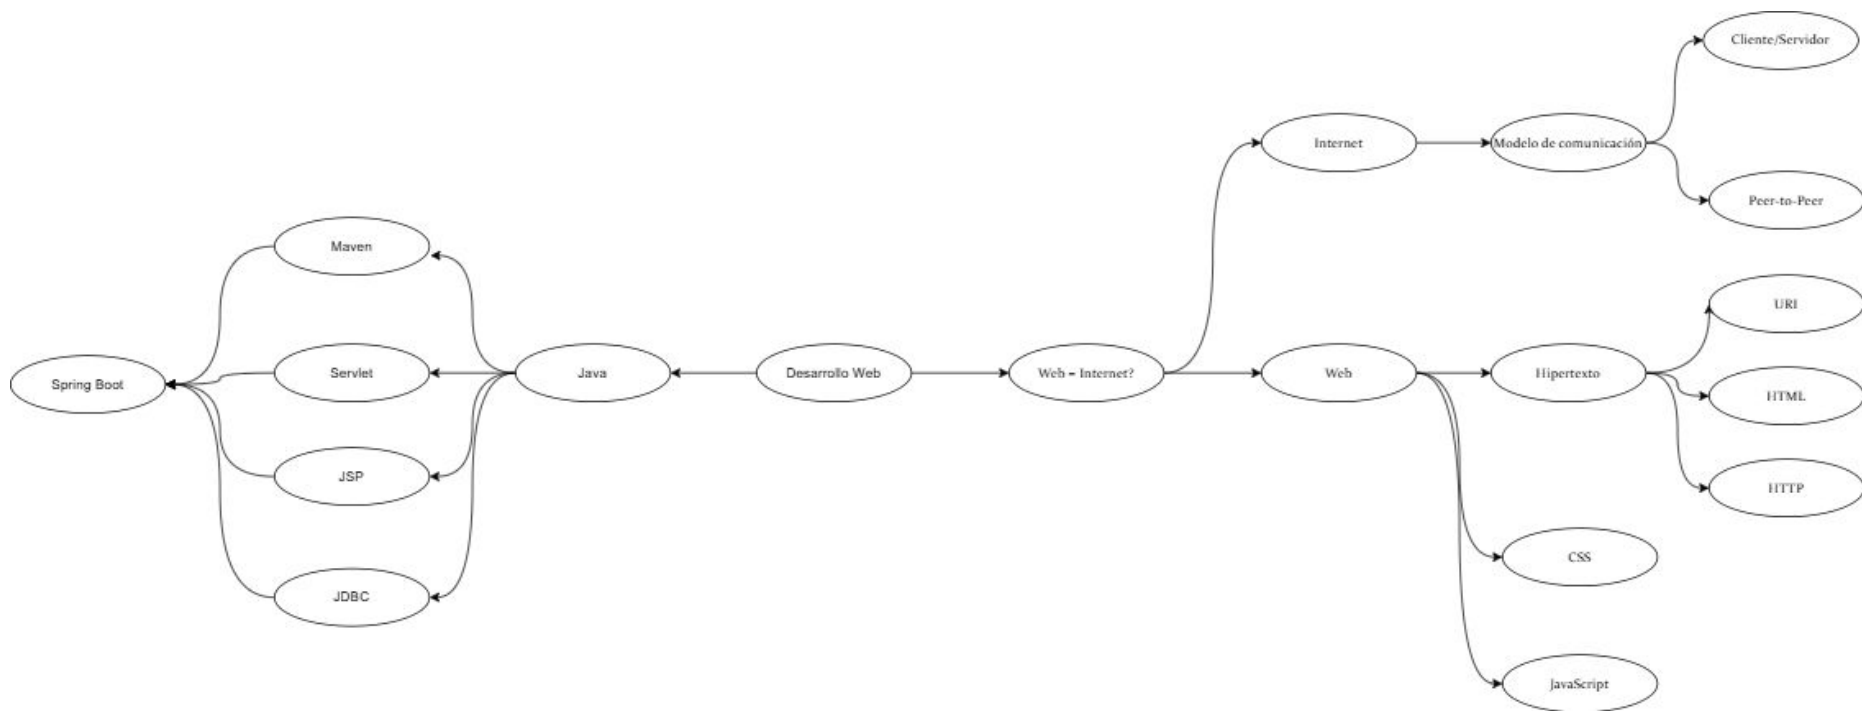 Cliente/Servidor
Internet
Modelo de comunicación
Peer-to-Peer
Maven
URI
Spring Boot
Servlet
Java
Desarrollo Web
Web = Internet?
Web
Hipertexto
HTML
JSP
HTTP
CSS
JDBC
JavaScript